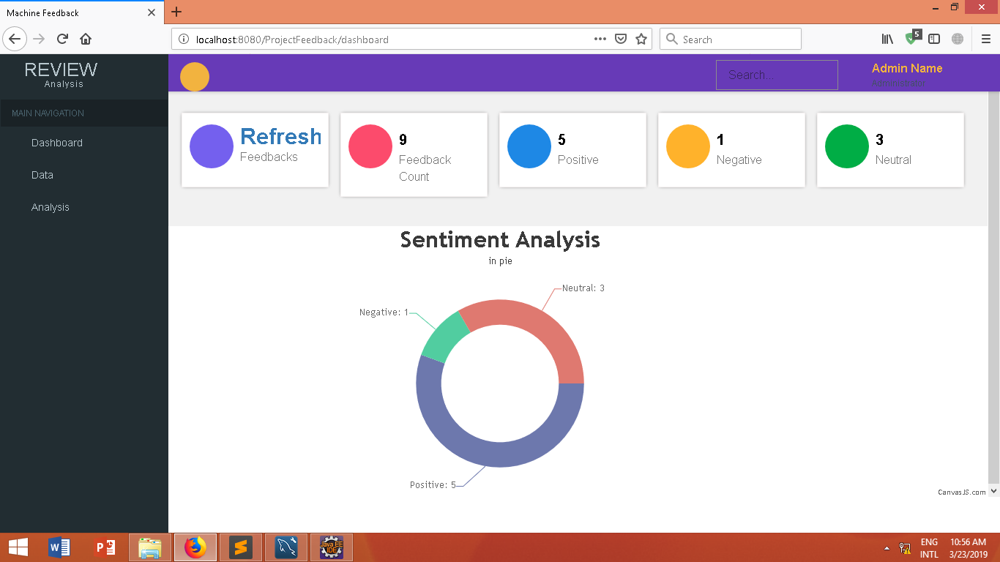 Machine Feedback
localhost:8080/ProjectFeedback/dashboard
Search
5
REVIEW
Analysis
MAIN NAVIGATION
Dashboard
Data
Analysis
Search...
Admin Name
Administrator
Refresh
Feedbacks
9
Feedback
Count
5
Positive
1
Negative
3
Neutral
Sentiment Analysis
in pie
Neutral: 3
Negative: 1
Positive: 5
CanvasJS.com
Java EE
IDE
ENG
INTL
10:56 AM
3/23/2019